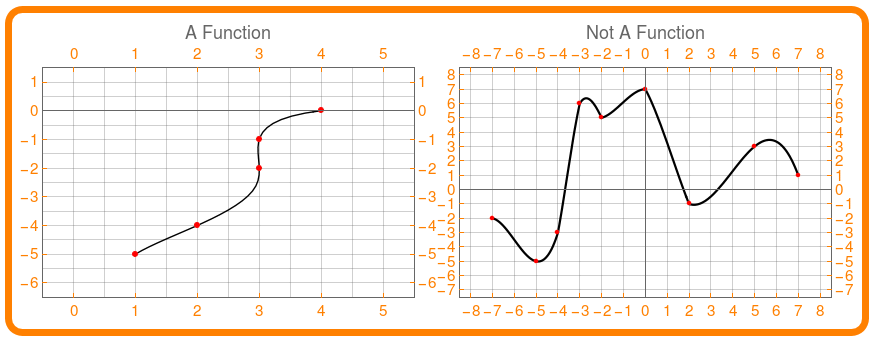 A Function
Not A Function
0 1 2 3 4 5
−8 −7 −6 −5 −4 −3 −2 −1 0 1 2 3 4 5 6 7 8
1 1 8 8
0 0 7 7
−1 −1 6 6
−2 −2 5 5
−3 −3 4 4
−4 −4 3 3
−5 −5 2 2
−6 −6 1 1
0 0
−1 −1
−2 −2
−3 −3
−4 −4
−5 −5
−6 −6
−7 −7
0 1 2 3 4 5
−8 −7 −6 −5 −4 −3 −2 −1 0 1 2 3 4 5 6 7 8